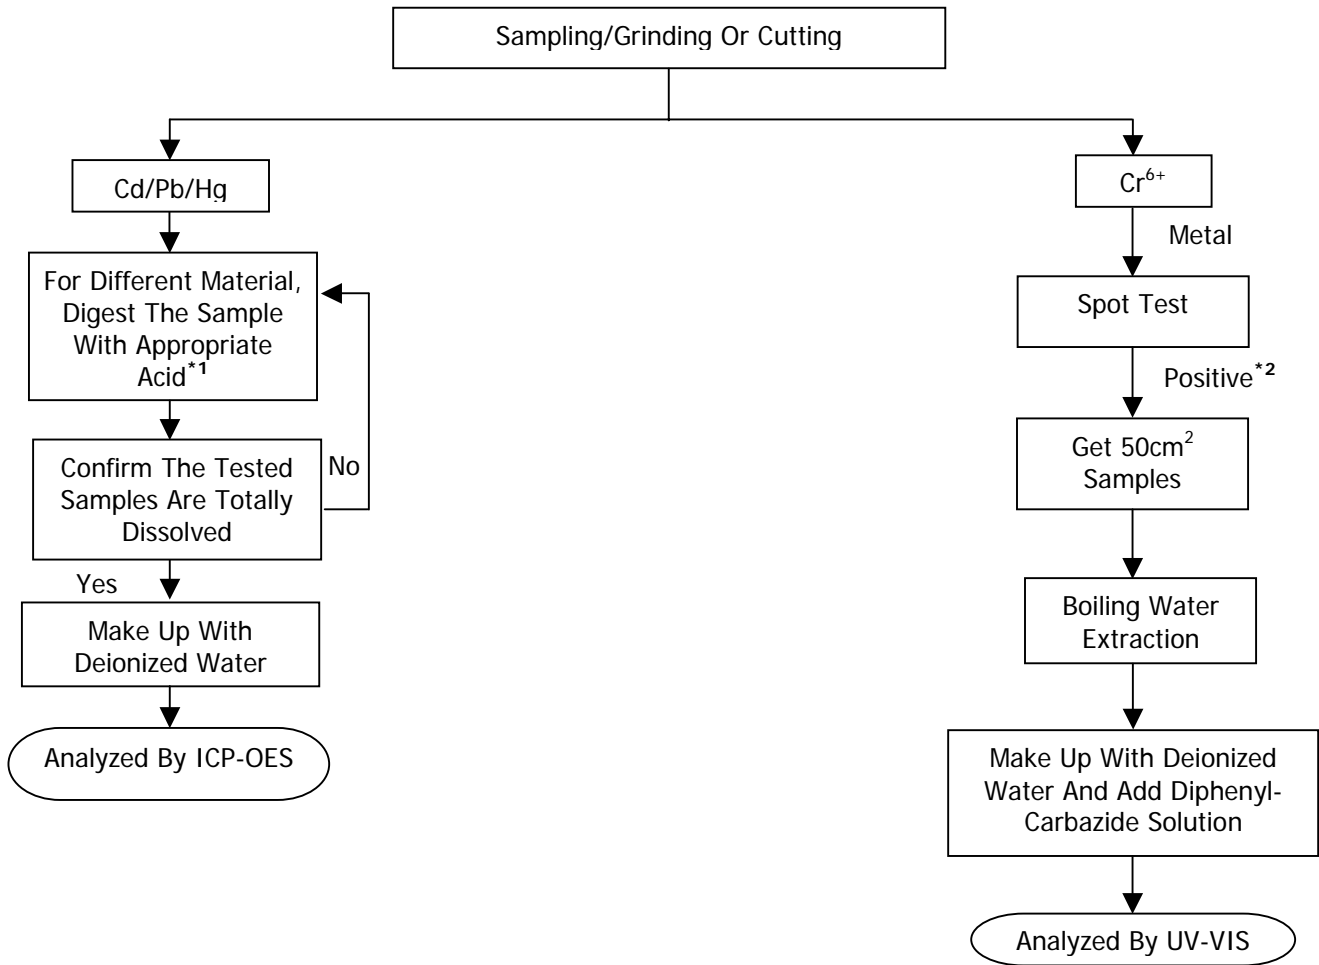 Sampling/Grinding Or Cutting
Cd/Pb/Hg
For Different Material,
Digest The Sample
With Appropriate
Acid*1
Confirm The Tested
Samples Are Totally
Dissolved
No
Yes
Make Up With
Deionized Water
Analyzed By ICP-OES
Cr6+
Metal
Spot Test
Positive*2
Get 50cm2
Samples
Boiling Water
Extraction
Make Up With Deionized
Water And Add Diphenyl-
Carbazide Solution
Analyzed By UV-VIS